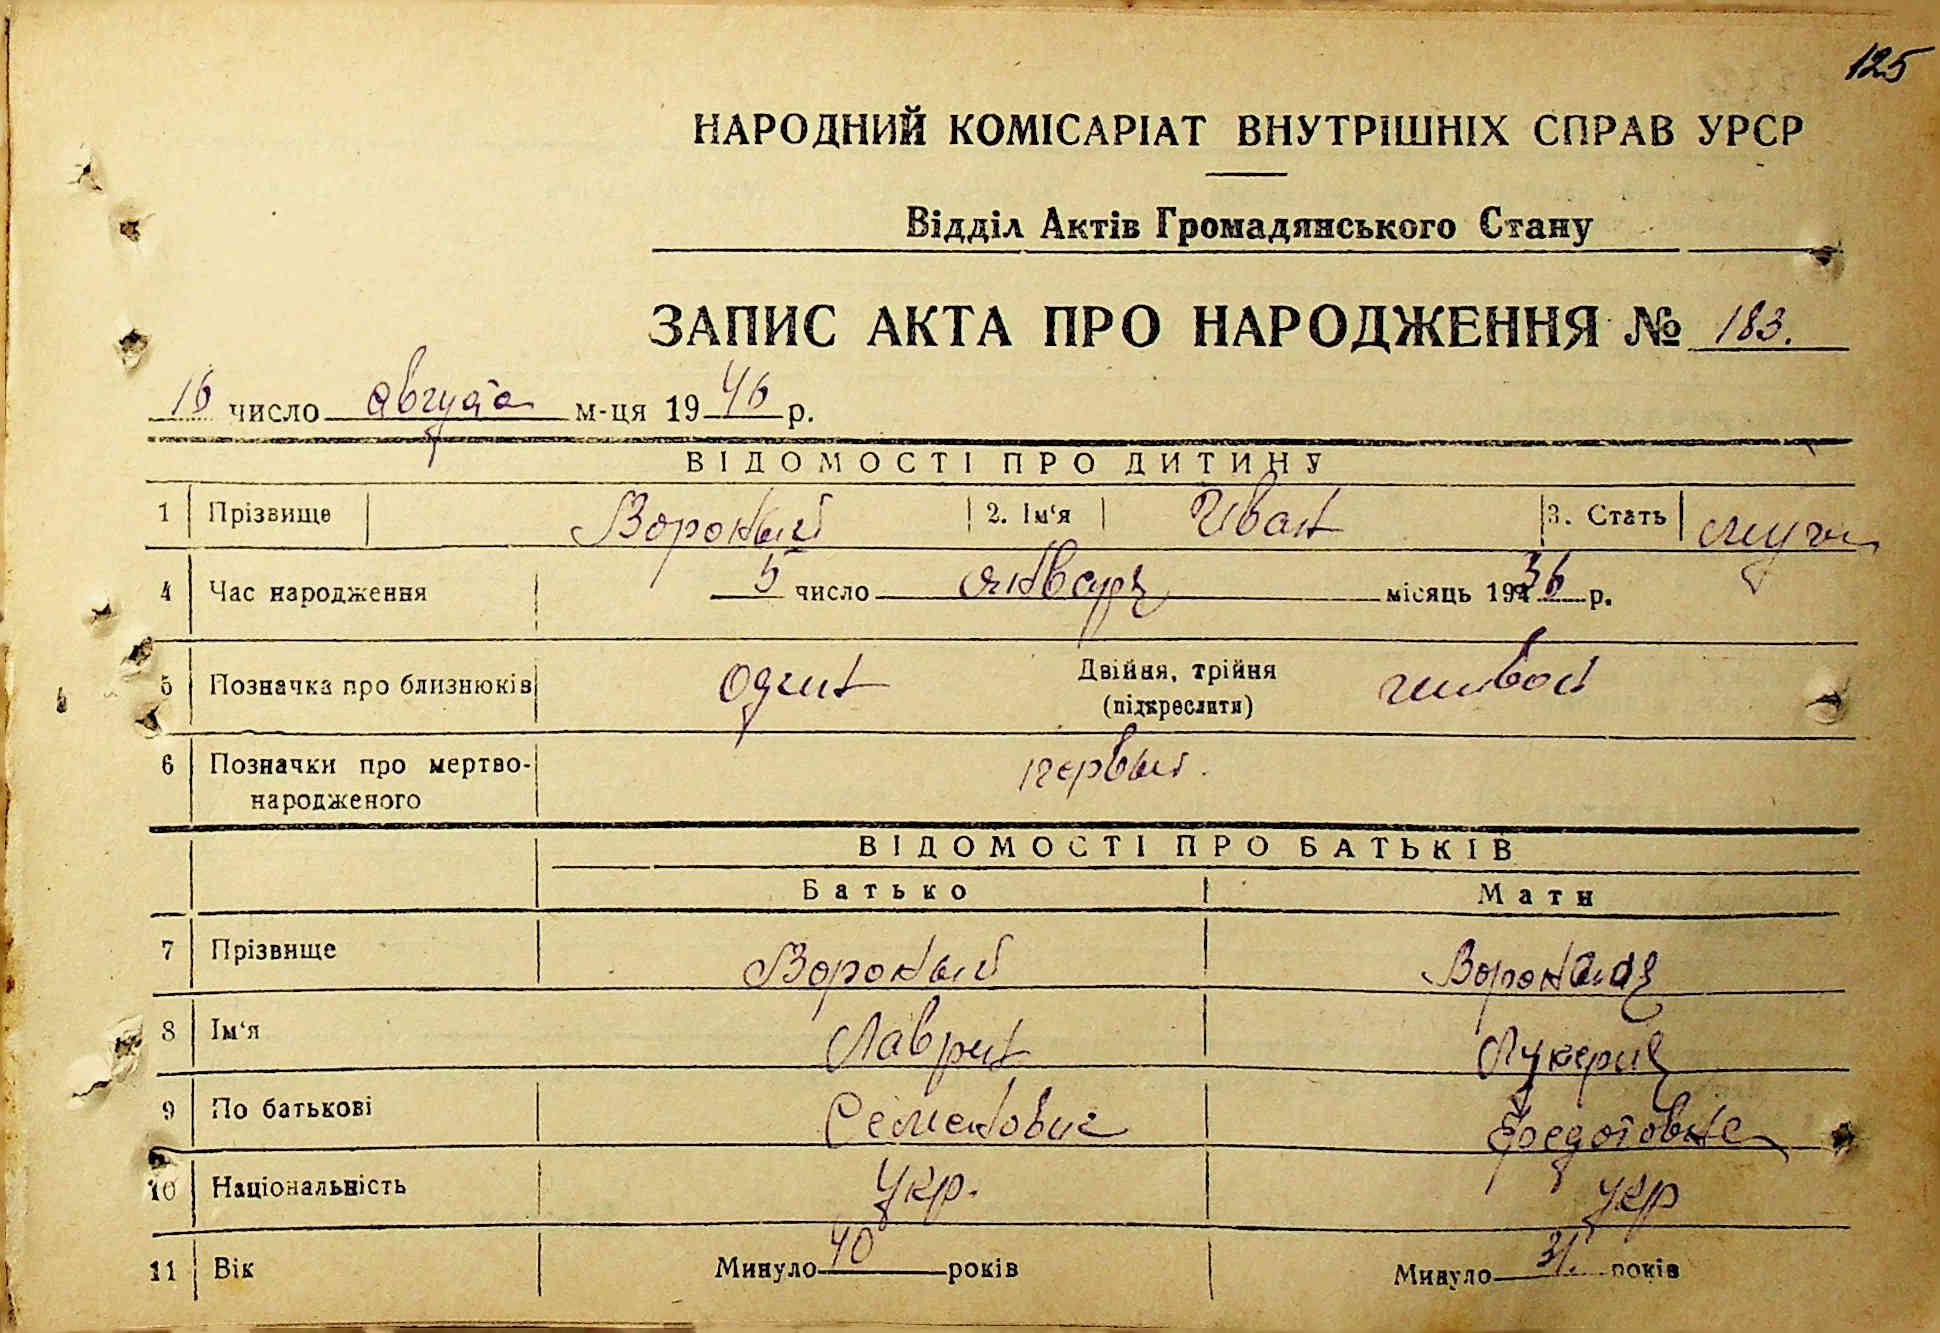 125
НАРОДНИЙ КОМІСАРІАТ ВНУТРІШНІХ СПРАВ УРСР
Відділ Актів Громадянського Стану
ЗАПИС АКТА ПРО НАРОДЖЕННЯ № 183.
16 число августа м-ця 1946 р.
ВІДОМОСТІ ПРО ДИТИНУ
1 Прізвище Вороный 2. Ім‘я Иван 3. Стать муж
4 Час народження 5 число января місяць 1936 р.
5 Позначка про близнюків один Двійня, трійня (підкреслити) живой
6 Позначки про мертвонародженого первый.
ВІДОМОСТІ ПРО БАТЬКІВ
Батько Мати
7 Прізвище Вороный Вороная
8 Ім‘я Лаврин Лукерия
9 По батькові Семенович Федотовна
10 Національність Укр. Укр
11 Вік Минуло 40 років Минуло 31. років